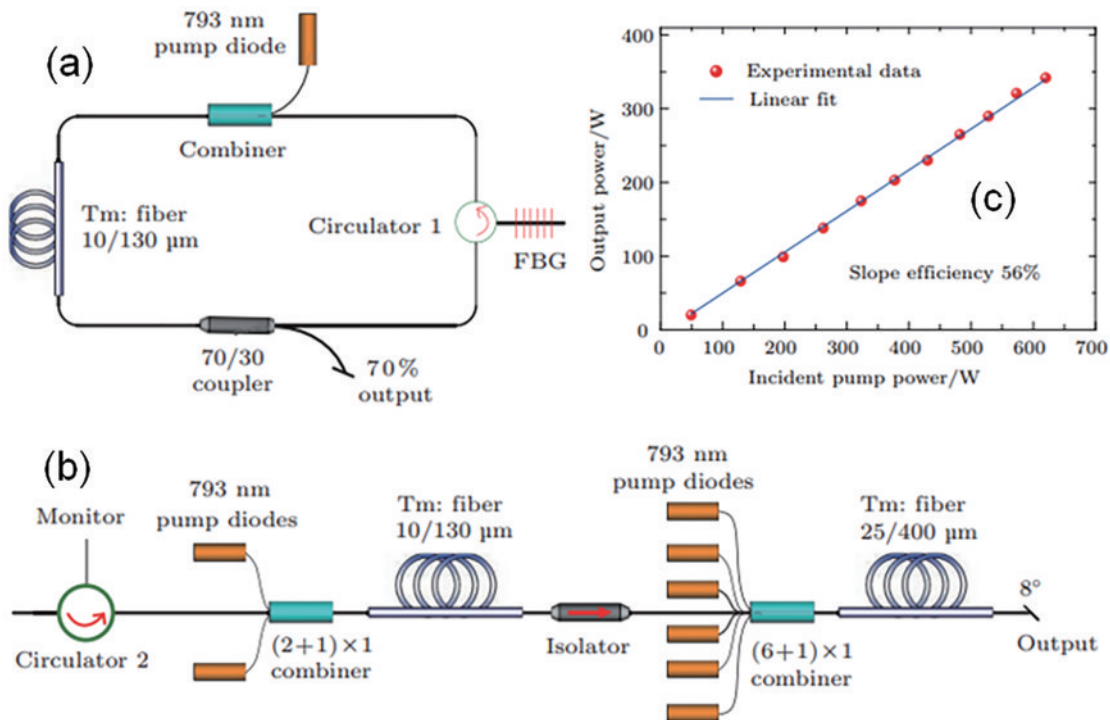 (a)
793 nm
pump diode
Combiner
Tm: fiber
10/130 µm
Circulator 1
FBG
70/30
coupler
70%
output
(c)
Output power/W
400
300
200
100
0
0 100 200 300 400 500 600 700
Incident pump power/W
Experimental data
Linear fit
Slope efficiency 56%
(b)
Monitor
Circulator 2
793 nm
pump diodes
(2+1)×1
combiner
Tm: fiber
10/130 µm
Isolator
793 nm
pump diodes
(6+1)×1
combiner
Tm: fiber
25/400 µm
8°
Output